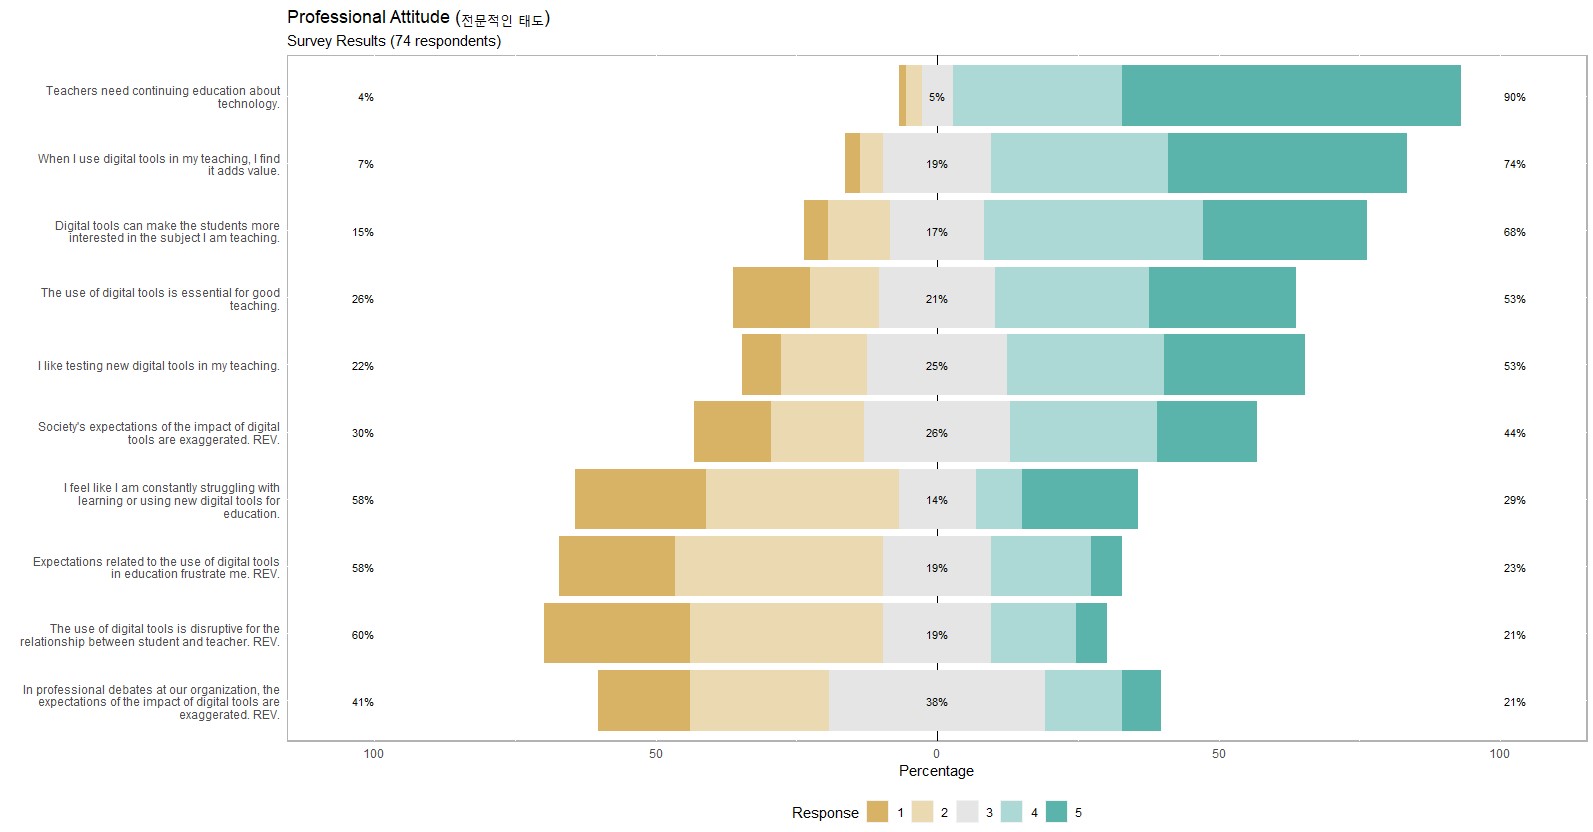 Professional Attitude (전문적인 태도)
Survey Results (74 respondents)
Teachers need continuing education about
technology.
4%
5%
90%
When I use digital tools in my teaching, I find
it adds value.
7%
19%
74%
Digital tools can make the students more
interested in the subject I am teaching.
15%
17%
68%
The use of digital tools is essential for good
teaching.
26%
21%
53%
I like testing new digital tools in my teaching.
22%
25%
53%
Society's expectations of the impact of digital
tools are exaggerated. REV.
30%
26%
44%
I feel like I am constantly struggling with
learning or using new digital tools for
education.
58%
14%
29%
Expectations related to the use of digital tools
in education frustrate me. REV.
58%
19%
23%
The use of digital tools is disruptive for the
relationship between student and teacher. REV.
60%
19%
21%
In professional debates at our organization, the
expectations of the impact of digital tools are
exaggerated. REV.
41%
38%
21%
100 50 0 50 100
Percentage
Response 1 2 3 4 5